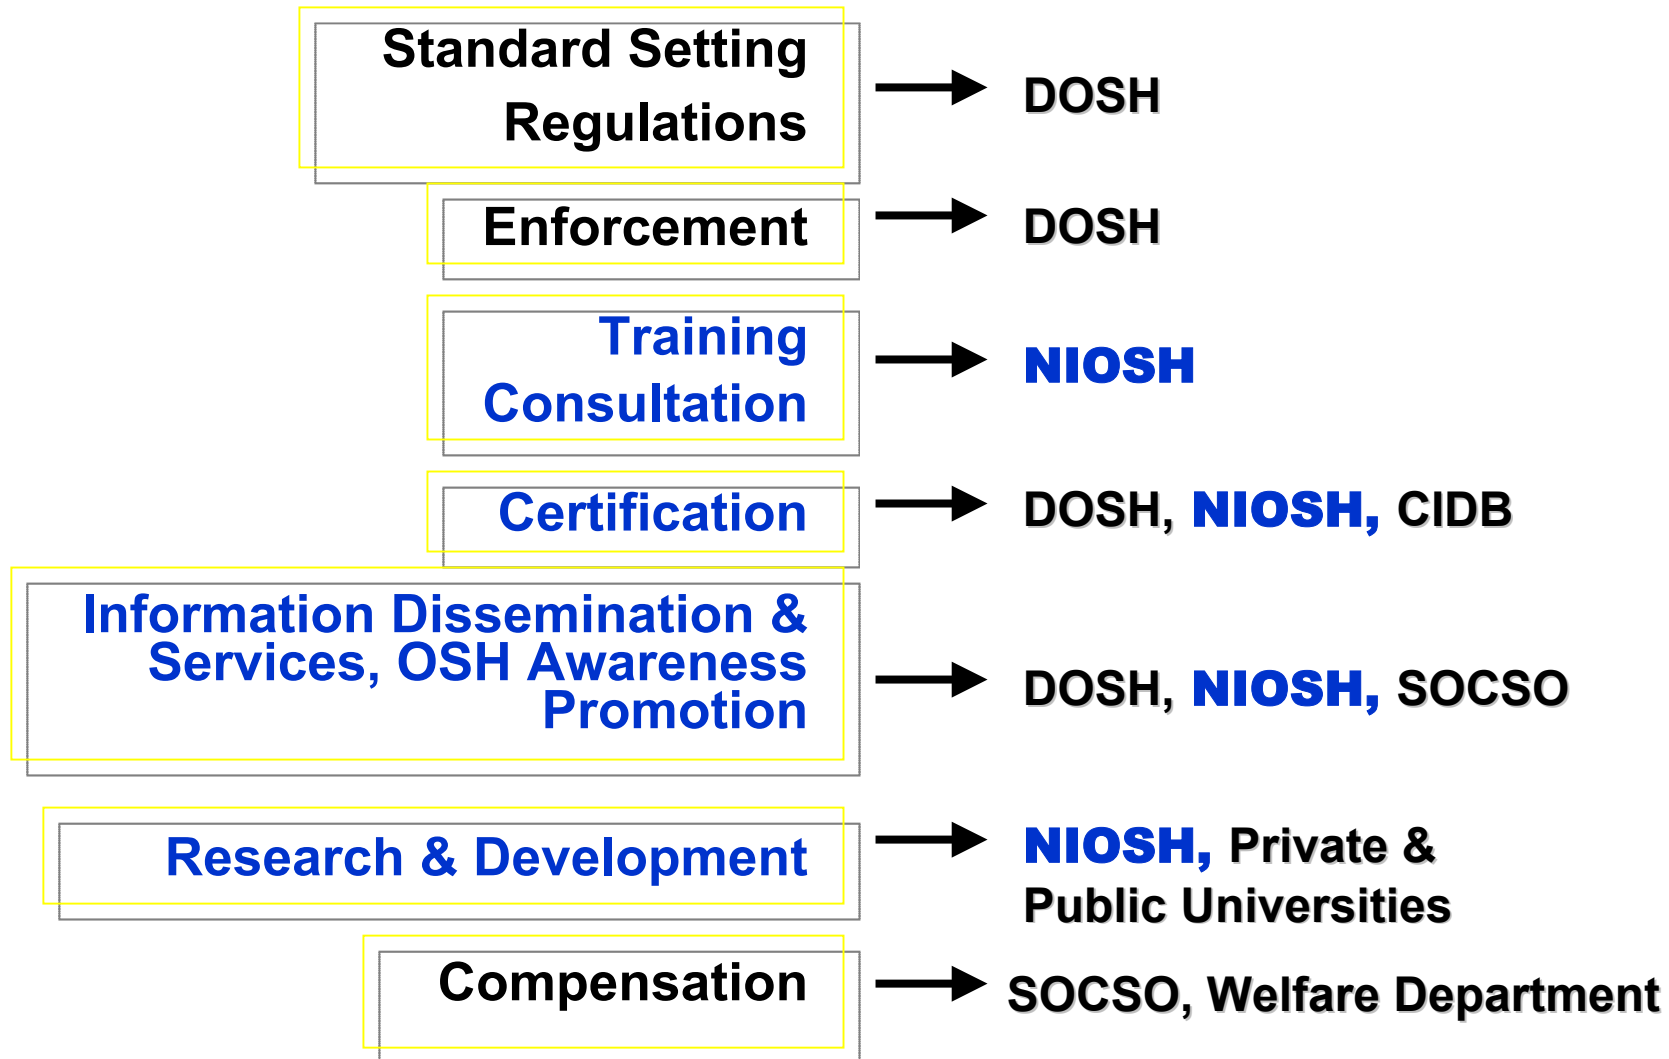 Standard Setting
Regulations
DOSH
Enforcement
DOSH
Training
Consultation
NIOSH
Certification
DOSH, NIOSH, CIDB
Information Dissemination &
Services, OSH Awareness
Promotion
DOSH, NIOSH, SOCSO
Research & Development
NIOSH, Private &
Public Universities
Compensation
SOCSO, Welfare Department